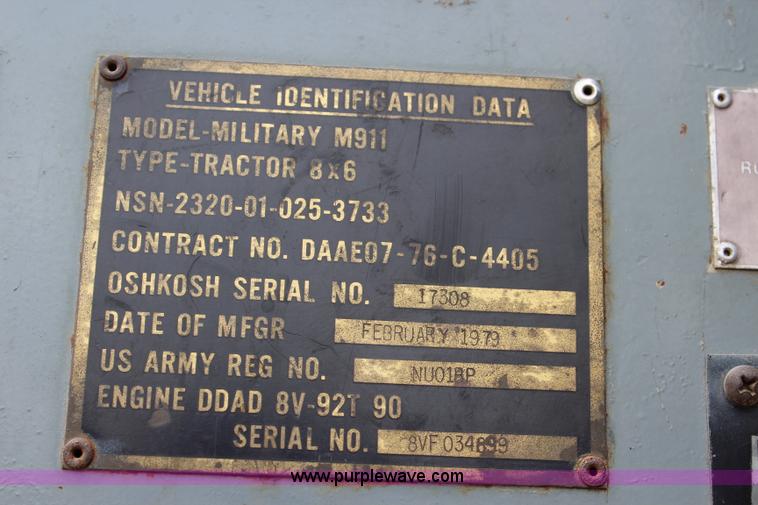 VEHICLE IDENTIFICATION DATA
MODEL-MILITARY M911
TYPE-TRACTOR 8x6
NSN-2320-01-025-3733
CONTRACT NO. DAAE07-76-C-4405
OSHKOSH SERIAL NO. 17308
DATE OF MFGR FEBRUARY 1979
US ARMY REG NO. NU01BP
ENGINE DDAD 8V-92T 90
SERIAL NO.
www.purplewave.com